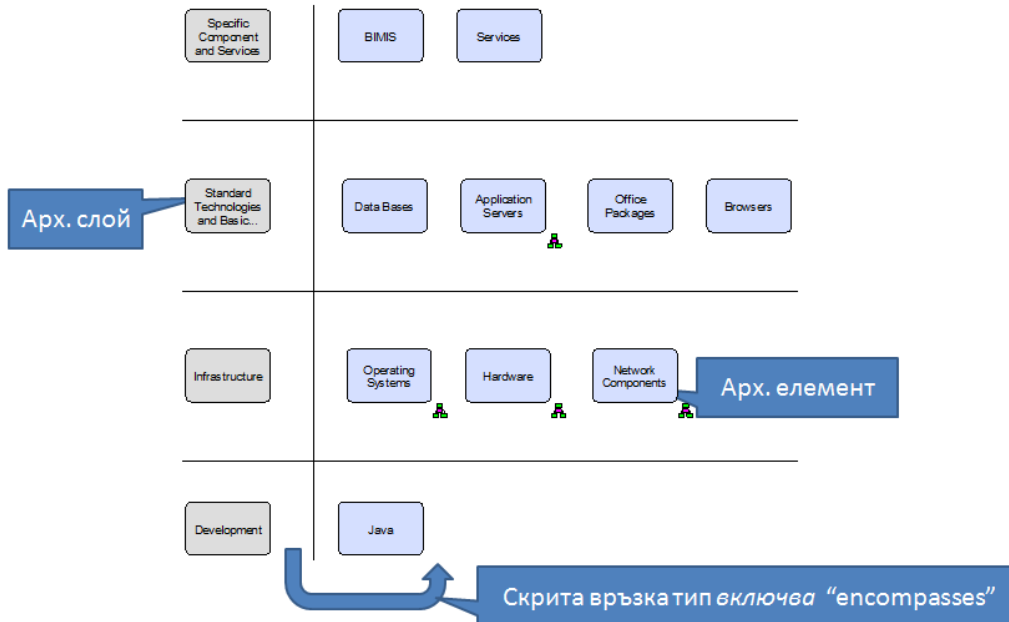 Specific
Component
and Services
BIMIS
Services
Арх. слой
Standard
Technologies
and Basic...
Data Bases
Application
Servers
Office
Packages
Browsers
Infrastructure
Operating
Systems
Hardware
Network
Components
Арх. елемент
Development
Java
Скрита връзка тип включва “encompasses”